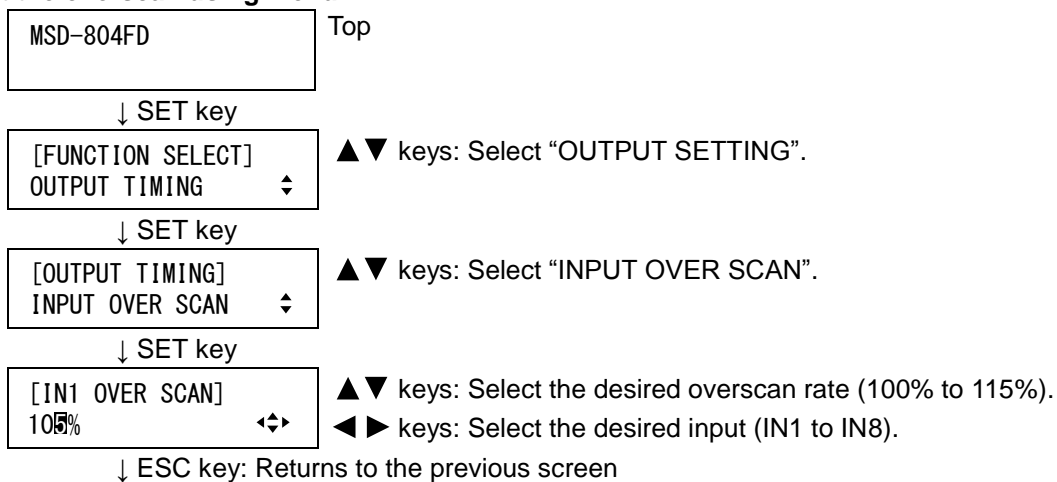 MSD-804FD
Top
↓ SET key
[FUNCTION SELECT]
OUTPUT TIMING
▲▼ keys: Select “OUTPUT SETTING”.
↓ SET key
[OUTPUT TIMING]
INPUT OVER SCAN
▲▼ keys: Select “INPUT OVER SCAN”.
↓ SET key
[IN1 OVER SCAN]
105%
▲▼ keys: Select the desired overscan rate (100% to 115%).
◀ ▶ keys: Select the desired input (IN1 to IN8).
↓ ESC key: Returns to the previous screen